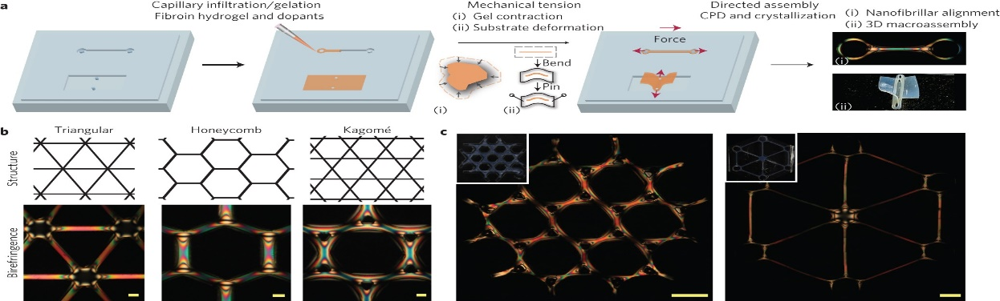 a
Capillary infiltration/gelation
Fibroin hydrogel and dopants
Mechanical tension
(i) Gel contraction
(ii) Substrate deformation
Directed assembly
CPD and crystallization
(i) Nanofibrillar alignment
(ii) 3D macroassembly
Force
Bend
Pin
(i)
(ii)
(i)
(ii)
b
Triangular
Honeycomb
Kagomé
Structure
Birefringence
c